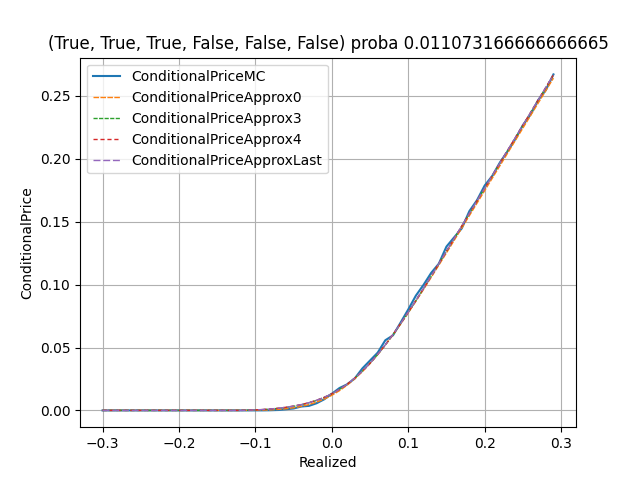 (True, True, True, False, False, False) proba 0.011073166666666665
ConditionalPriceMC
ConditionalPriceApprox0
ConditionalPriceApprox3
ConditionalPriceApprox4
ConditionalPriceApproxLast
ConditionalPrice
0.25
0.20
0.15
0.10
0.05
0.00
−0.3 −0.2 −0.1 0.0 0.1 0.2 0.3
Realized